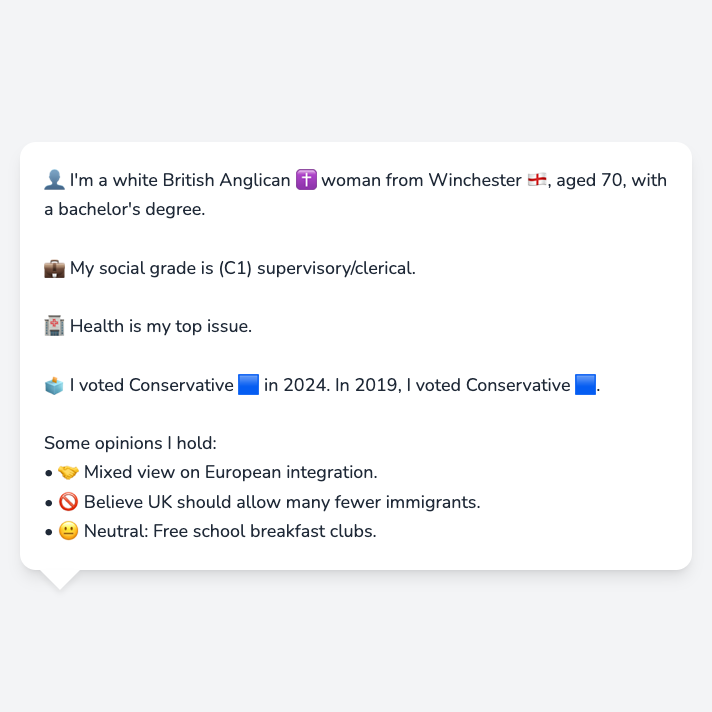 👤 I'm a white British Anglican ✝️ woman from Winchester 🏴󠁧󠁢󠁥󠁮󠁧󠁿, aged 70, with
a bachelor's degree.
💼 My social grade is (C1) supervisory/clerical.
🏥 Health is my top issue.
🗳️ I voted Conservative 🟦 in 2024. In 2019, I voted Conservative 🟦.
Some opinions I hold:
• 🤝 Mixed view on European integration.
• 🚫 Believe UK should allow many fewer immigrants.
• 😐 Neutral: Free school breakfast clubs.